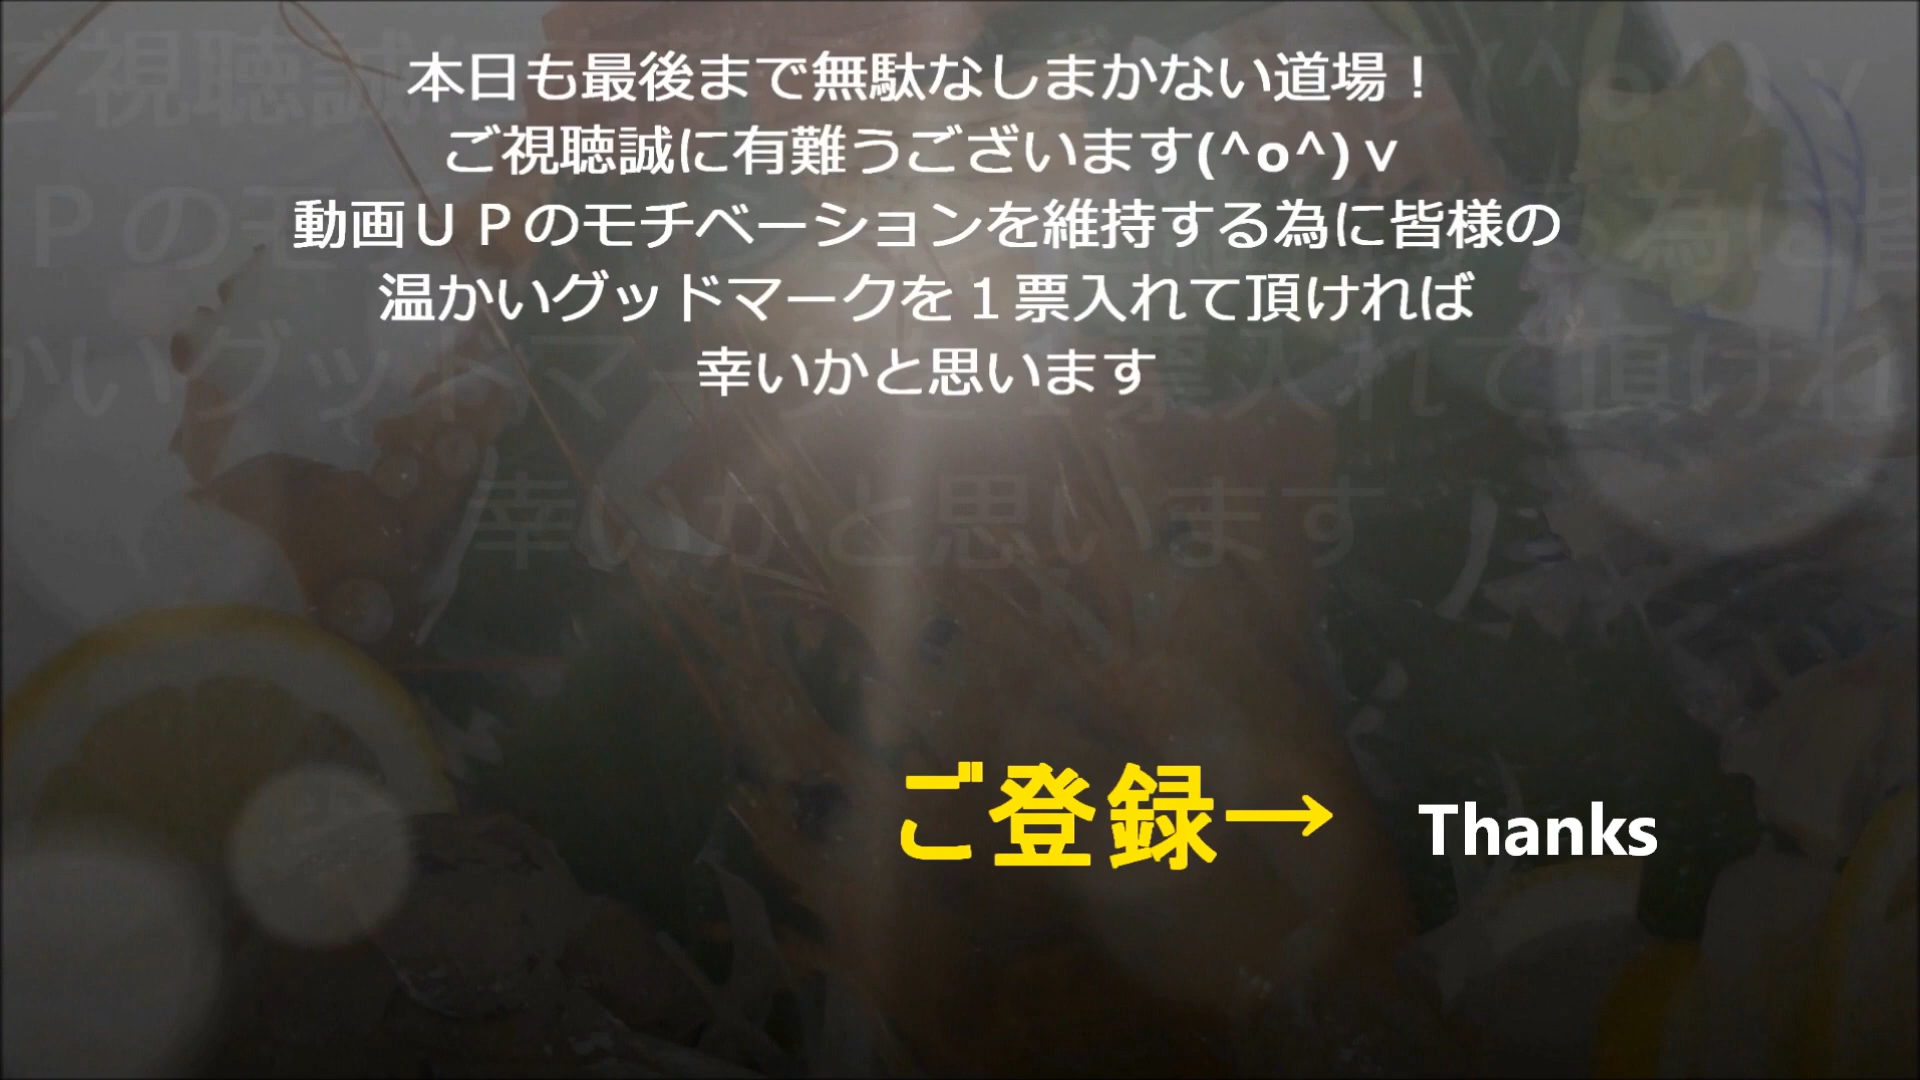 本日も最後まで無駄なしまかない道場！
ご視聴誠に有難うございます(^o^)ｖ
動画ＵＰのモチベーションを維持する為に皆様の
温かいグッドマークを１票入れて頂ければ
幸いかと思います
ご登録→
Thanks